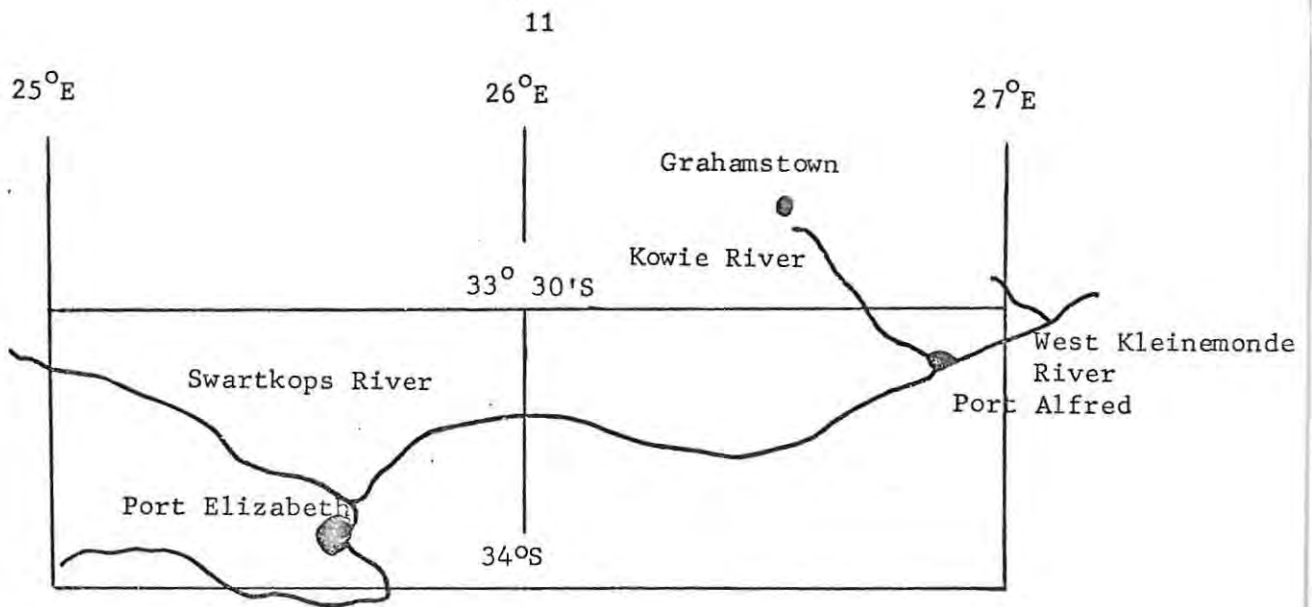 11
25°E
26°E
27°E
Grahamstown
Kowie River
33° 30'S
West Kleinemonde
River
Swartkops River
Port Alfred
Port Elizabeth
34°S